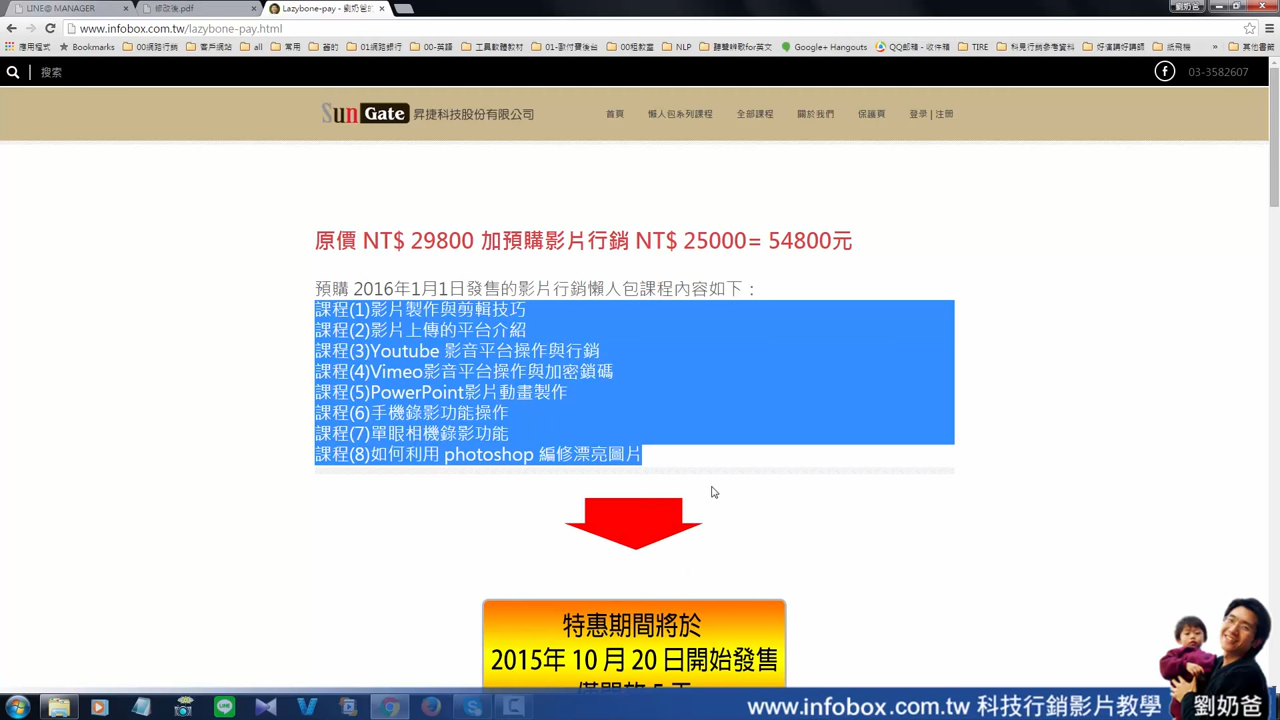 LINE@ MANAGER
修改後.pdf
Lazybone-pay - 劉奶爸的
劉奶爸
www.infobox.com.tw/lazybone-pay.html
應用程式 Bookmarks 00網路行銷 客戶網站 all 常用 舊的 01網路銀行 00-英語 工具軟體教材 01-歐付寶後台 00租教室 NLP 聽聲辨歌for英文 Google+ Hangouts QQ邮箱 - 收件箱 TIRE 科見行銷參考資料 好演講好講師 紙飛機 » 其他書籤
搜索
03-3582607
Sun Gate 昇捷科技股份有限公司
首頁 懶人包系列課程 全部課程 關於我們 保護頁 登录 | 注册
原價 NT$ 29800 加預購影片行銷 NT$ 25000= 54800元
預購 2016年1月1日發售的影片行銷懶人包課程內容如下：
課程(1)影片製作與剪輯技巧
課程(2)影片上傳的平台介紹
課程(3)Youtube 影音平台操作與行銷
課程(4)Vimeo影音平台操作與加密鎖碼
課程(5)PowerPoint影片動畫製作
課程(6)手機錄影功能操作
課程(7)單眼相機錄影功能
課程(8)如何利用 photoshop 編修漂亮圖片
特惠期間將於
2015年 10 月 20 日開始發售
www.infobox.com.tw 科技行銷影片教學 劉奶爸